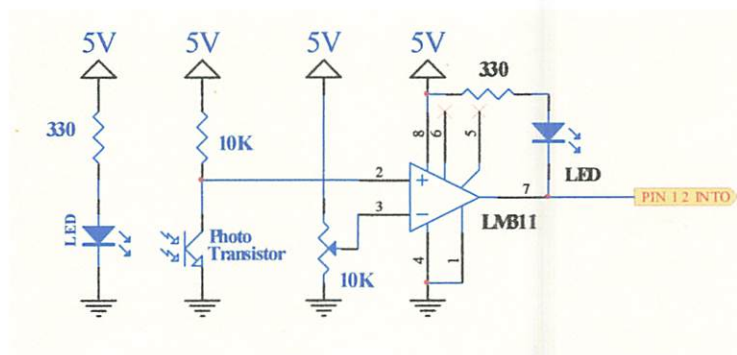 5V
5V
5V
5V
330
330
10K
8
6
5
2
LED
7
PIN 12 INTO
3
LM311
LED
Photo
Transistor
10K
4
1